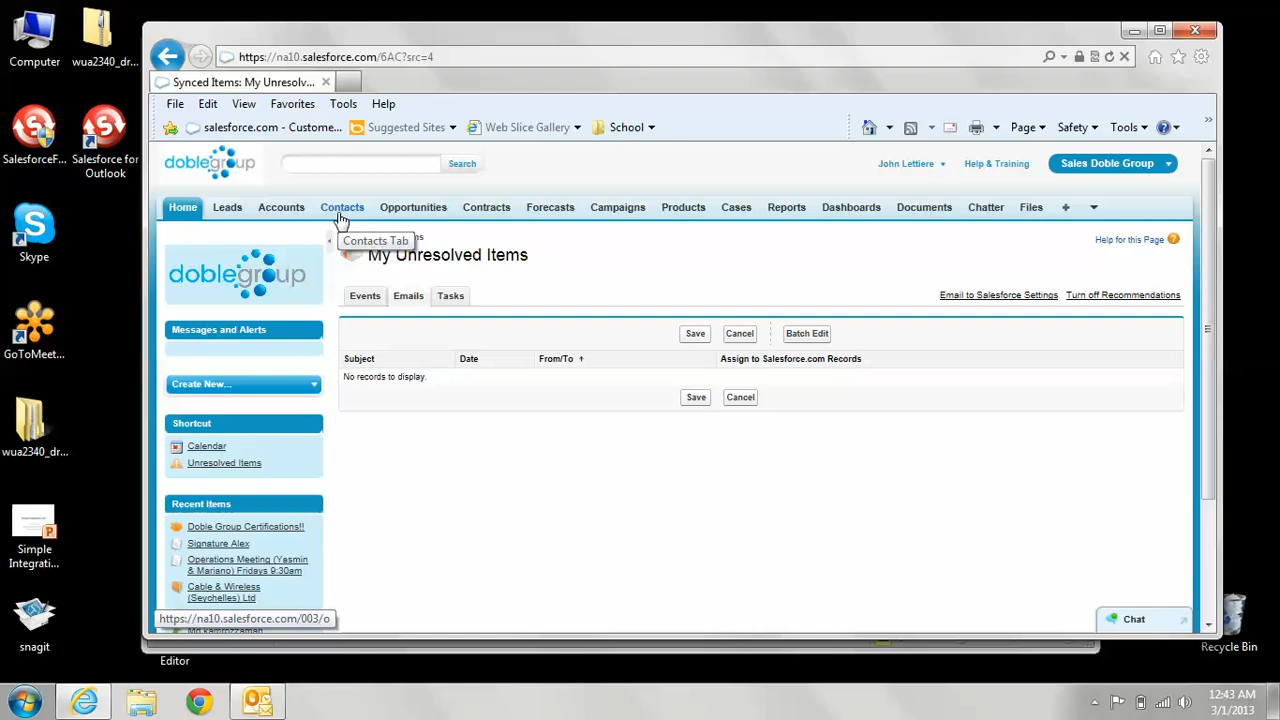 Computer
wua2340_dr...
SalesforceF...
Salesforce for
Outlook
Skype
GoToMeet...
wua2340_dr...
Simple
Integrati...
snagit
https://na10.salesforce.com/6AC?src=4
Synced Items: My Unresolv...
File Edit View Favorites Tools Help
salesforce.com - Custome... Suggested Sites Web Slice Gallery School Page Safety Tools
doblegroup Search John Lettiere Help & Training Sales Doble Group
Home Leads Accounts Contacts Opportunities Contracts Forecasts Campaigns Products Cases Reports Dashboards Documents Chatter Files +
Contacts Tab
My Unresolved Items
Help for this Page
doblegroup
Events Emails Tasks Email to Salesforce Settings Turn off Recommendations
Messages and Alerts
Save Cancel Batch Edit
Subject Date From/To Assign to Salesforce.com Records
No records to display.
Create New...
Save Cancel
Shortcut
Calendar
Unresolved Items
Recent Items
Doble Group Certifications!!
Signature Alex
Operations Meeting (Yasmin
& Mariano) Fridays 9:30am
Cable & Wireless
(Seychelles) Ltd
https://na10.salesforce.com/003/o
Md kamrozzaman
Chat
Editor
Recycle Bin
12:43 AM
3/1/2013